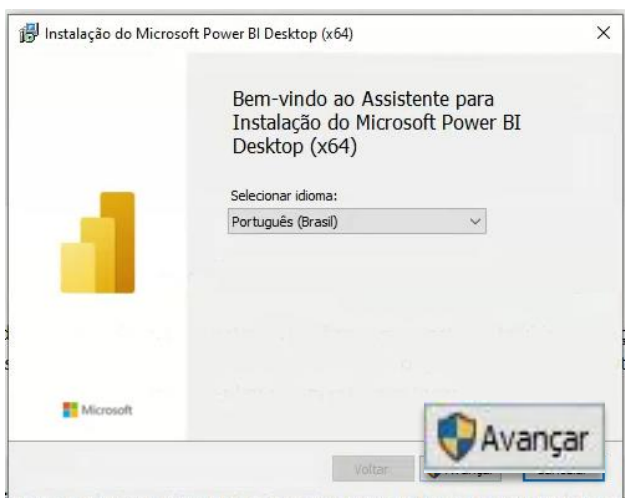 Instalação do Microsoft Power BI Desktop (x64)
Bem-vindo ao Assistente para
Instalação do Microsoft Power BI
Desktop (x64)
Selecionar idioma:
Português (Brasil)
Microsoft
Avançar
Voltar